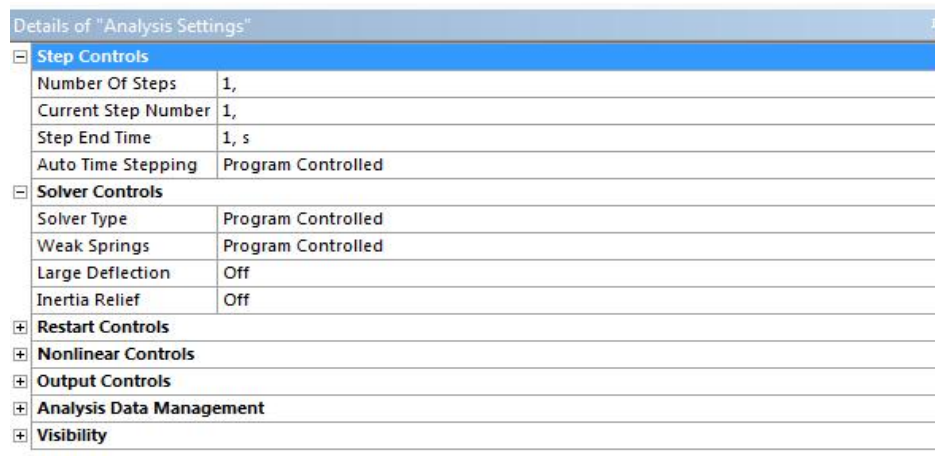 Details of "Analysis Settings"
Step Controls
Number Of Steps 1,
Current Step Number 1,
Step End Time 1, s
Auto Time Stepping Program Controlled
Solver Controls
Solver Type Program Controlled
Weak Springs Program Controlled
Large Deflection Off
Inertia Relief Off
Restart Controls
Nonlinear Controls
Output Controls
Analysis Data Management
Visibility